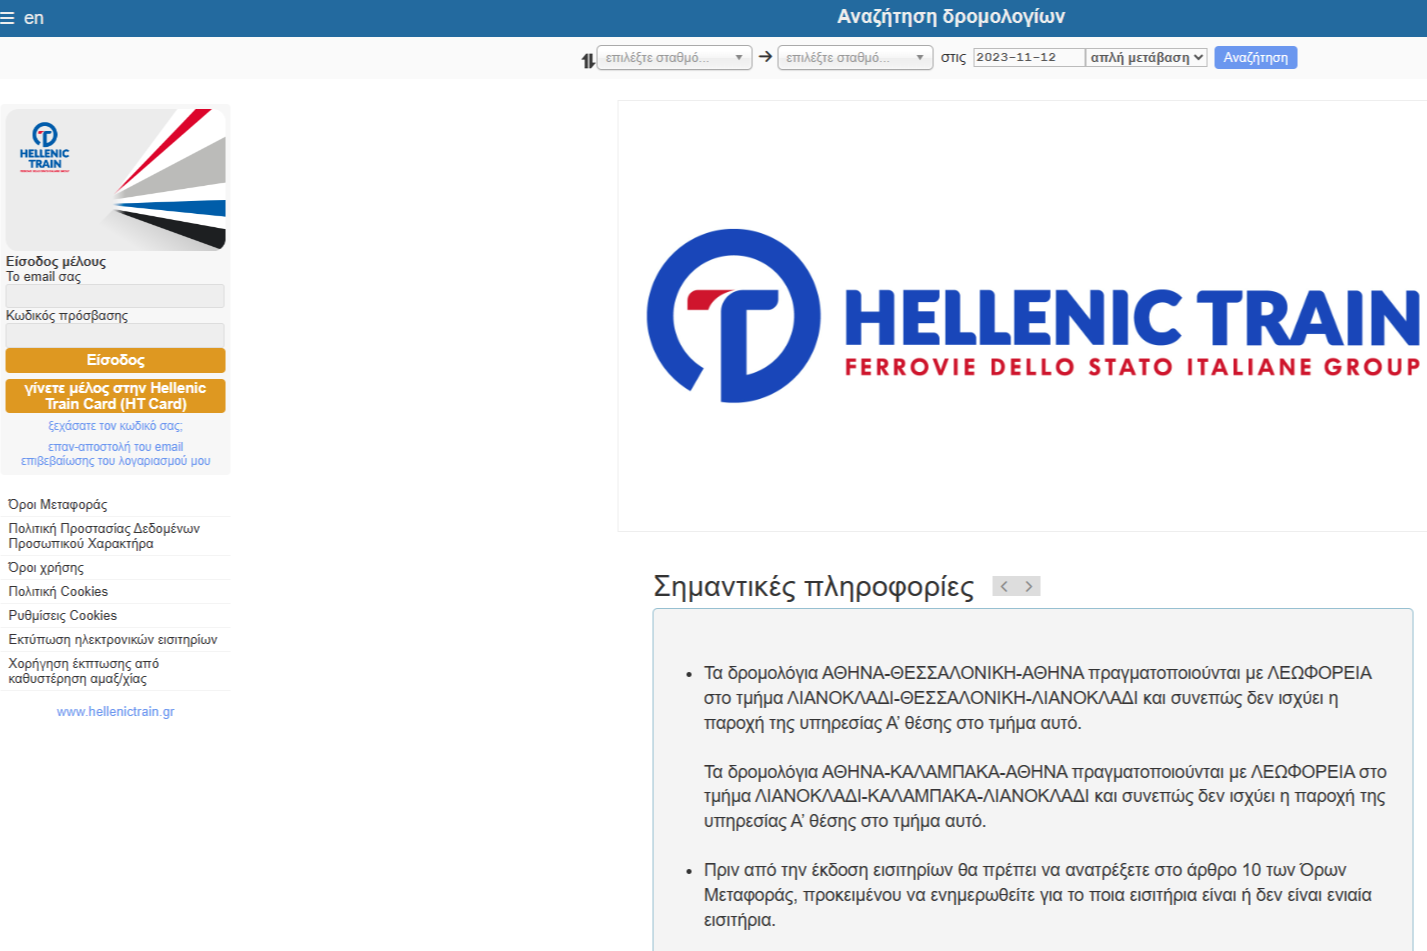 en
Αναζήτηση δρομολογίων
επιλέξτε σταθμό...
επιλέξτε σταθμό...
στις
2023-11-12
απλή μετάβαση
Αναζήτηση
HELLENIC
TRAIN
Είσοδος μέλους
Το email σας
Κωδικός πρόσβασης
Είσοδος
γίνετε μέλος στην Hellenic
Train Card (HT Card)
ξεχάσατε τον κωδικό σας;
επαν-αποστολή του email
επιβεβαίωσης του λογαριασμού μου
Όροι Μεταφοράς
Πολιτική Προστασίας Δεδομένων
Προσωπικού Χαρακτήρα
Όροι χρήσης
Πολιτική Cookies
Ρυθμίσεις Cookies
Εκτύπωση ηλεκτρονικών εισιτηρίων
Χορήγηση έκπτωσης από
καθυστέρηση αμαξ/χίας
www.hellenictrain.gr
HELLENIC TRAIN
FERROVIE DELLO STATO ITALIANE GROUP
Σημαντικές πληροφορίες
Τα δρομολόγια ΑΘΗΝΑ-ΘΕΣΣΑΛΟΝΙΚΗ-ΑΘΗΝΑ πραγματοποιούνται με ΛΕΩΦΟΡΕΙΑ
στο τμήμα ΛΙΑΝΟΚΛΑΔΙ-ΘΕΣΣΑΛΟΝΙΚΗ-ΛΙΑΝΟΚΛΑΔΙ και συνεπώς δεν ισχύει η
παροχή της υπηρεσίας Α’ θέσης στο τμήμα αυτό.
Τα δρομολόγια ΑΘΗΝΑ-ΚΑΛΑΜΠΑΚΑ-ΑΘΗΝΑ πραγματοποιούνται με ΛΕΩΦΟΡΕΙΑ στο
τμήμα ΛΙΑΝΟΚΛΑΔΙ-ΚΑΛΑΜΠΑΚΑ-ΛΙΑΝΟΚΛΑΔΙ και συνεπώς δεν ισχύει η παροχή της
υπηρεσίας Α’ θέσης στο τμήμα αυτό.
Πριν από την έκδοση εισιτηρίων θα πρέπει να ανατρέξετε στο άρθρο 10 των Όρων
Μεταφοράς, προκειμένου να ενημερωθείτε για το ποια εισιτήρια είναι ή δεν είναι ενιαία
εισιτήρια.